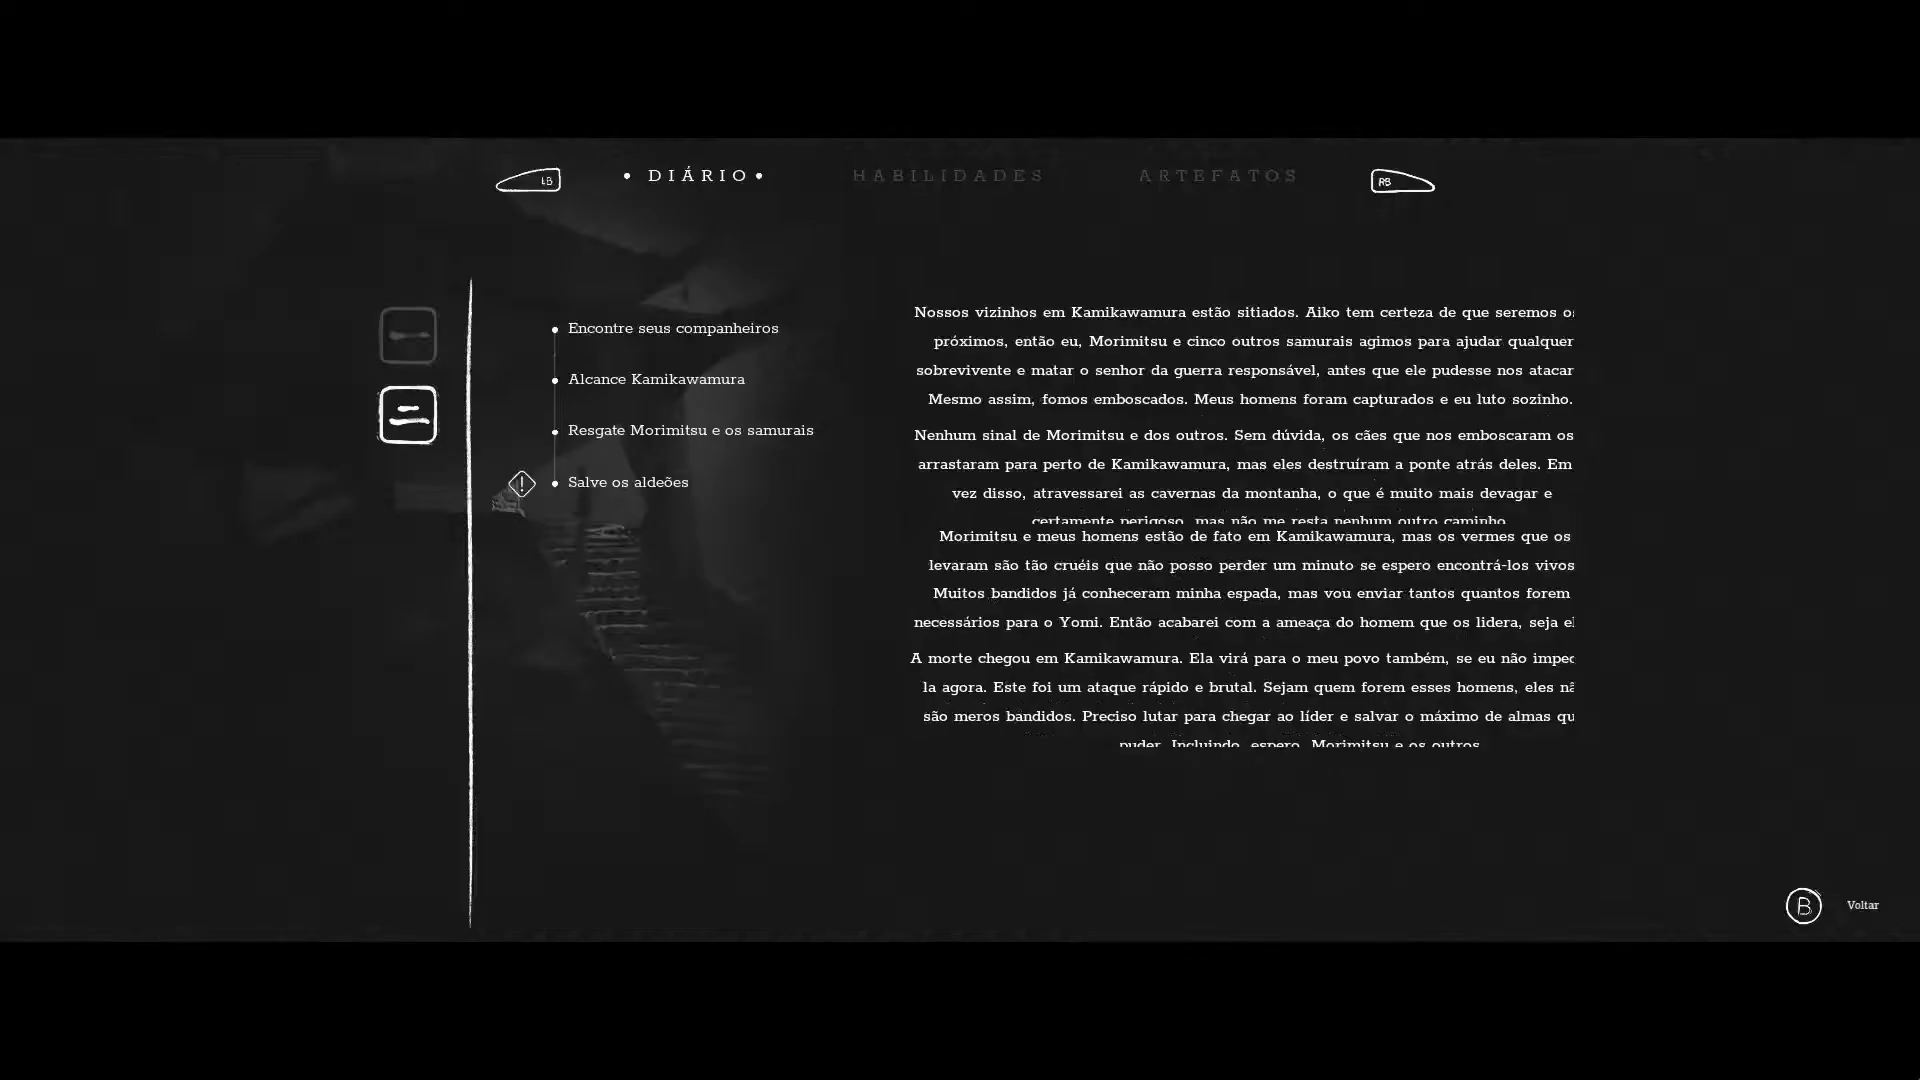 LB
• DIÁRIO •
HABILIDADES
ARTEFATOS
RB
Encontre seus companheiros
Alcance Kamikawamura
Resgate Morimitsu e os samurais
Salve os aldeões
Nossos vizinhos em Kamikawamura estão sitiados. Aiko tem certeza de que seremos os
próximos, então eu, Morimitsu e cinco outros samurais agimos para ajudar qualquer
sobrevivente e matar o senhor da guerra responsável, antes que ele pudesse nos atacar
Mesmo assim, fomos emboscados. Meus homens foram capturados e eu luto sozinho.
Nenhum sinal de Morimitsu e dos outros. Sem dúvida, os cães que nos emboscaram os
arrastaram para perto de Kamikawamura, mas eles destruíram a ponte atrás deles. Em
vez disso, atravessarei as cavernas da montanha, o que é muito mais devagar e
certamente perigoso, mas não me resta nenhum outro caminho
Morimitsu e meus homens estão de fato em Kamikawamura, mas os vermes que os
levaram são tão cruéis que não posso perder um minuto se espero encontrá-los vivos
Muitos bandidos já conheceram minha espada, mas vou enviar tantos quantos forem
necessários para o Yomi. Então acabarei com a ameaça do homem que os lidera, seja el
A morte chegou em Kamikawamura. Ela virá para o meu povo também, se eu não imped
la agora. Este foi um ataque rápido e brutal. Sejam quem forem esses homens, eles nã
são meros bandidos. Preciso lutar para chegar ao líder e salvar o máximo de almas qu
puder. Incluindo, espero, Morimitsu e os outros
B
Voltar